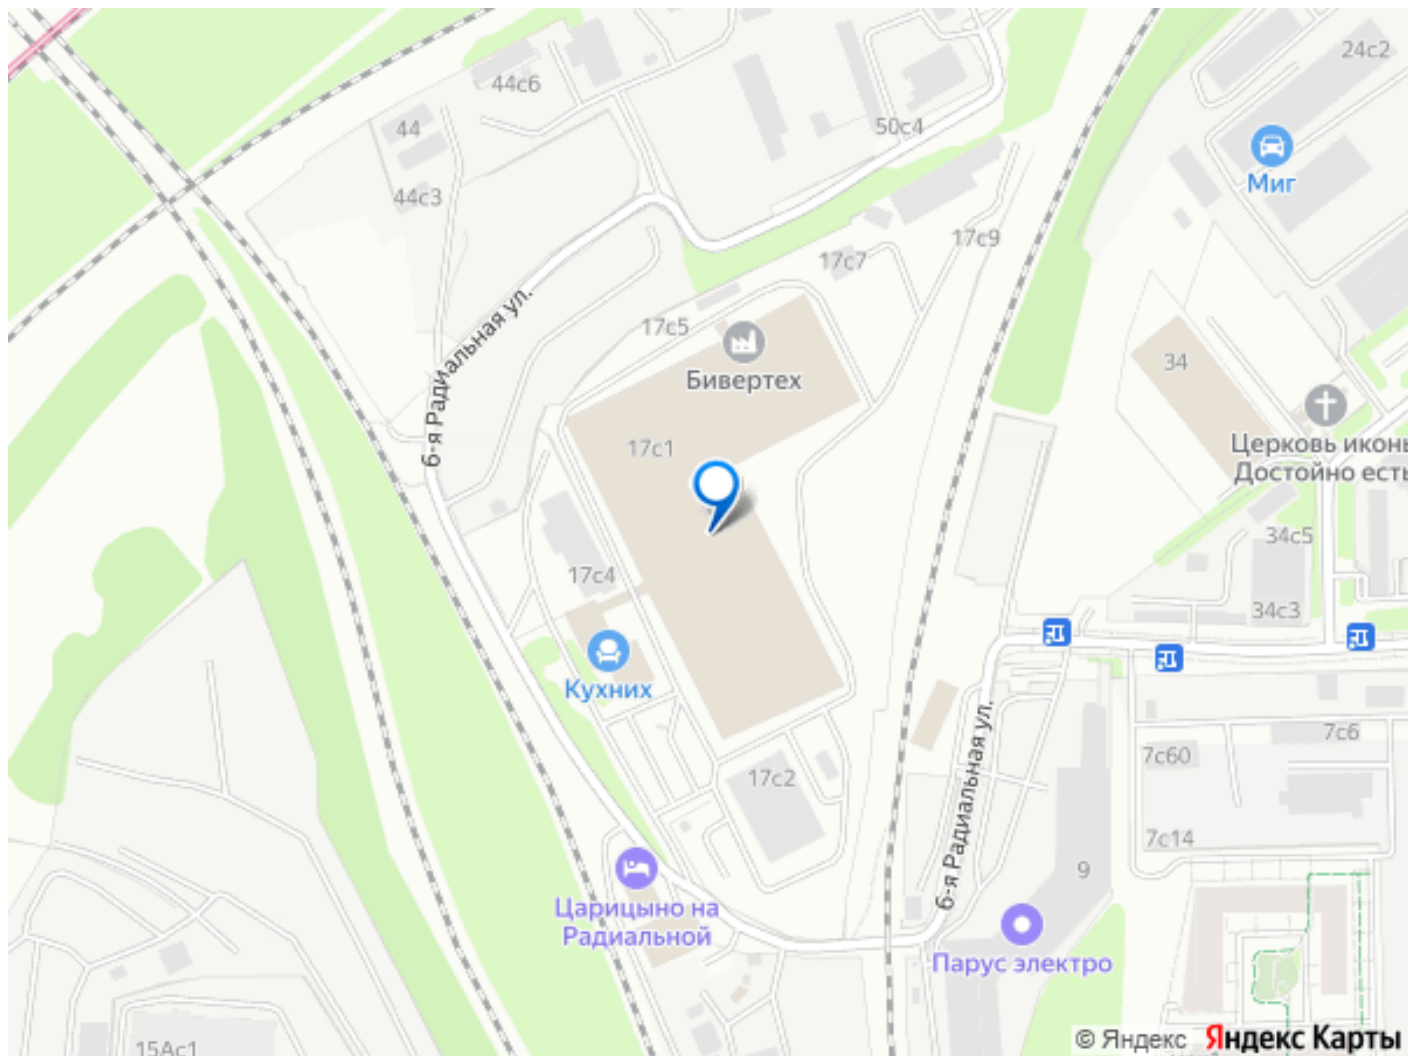 24с2
44с6
44
50с4
Миг
44с3
17с9
17с7
6-я Радиальная ул.
17с5
Бивертех
34
17с1
Церковь иконы
Достойно есть
34с5
17с4
34с3
Кухних
6-я Радиальная ул.
7с6
7с60
17с2
7с14
9
Царицыно на
Радиальной
Парус электро
15Ас1
© Яндекс Яндекс Карты